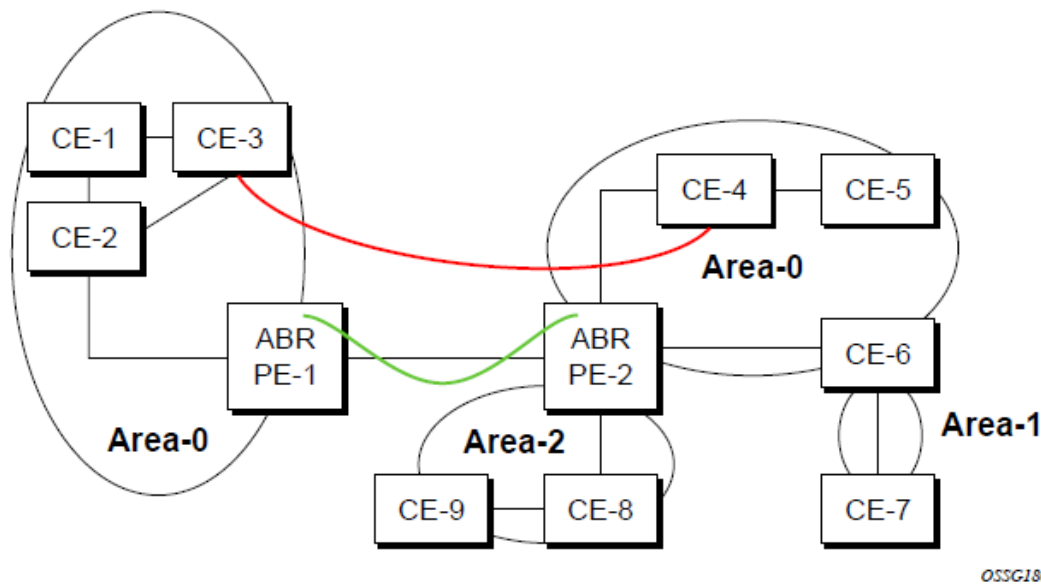 CE-1
CE-3
CE-2
CE-4
CE-5
Area-0
ABR
PE-1
ABR
PE-2
CE-6
Area-0
Area-2
Area-1
CE-9
CE-8
CE-7
OSSG18